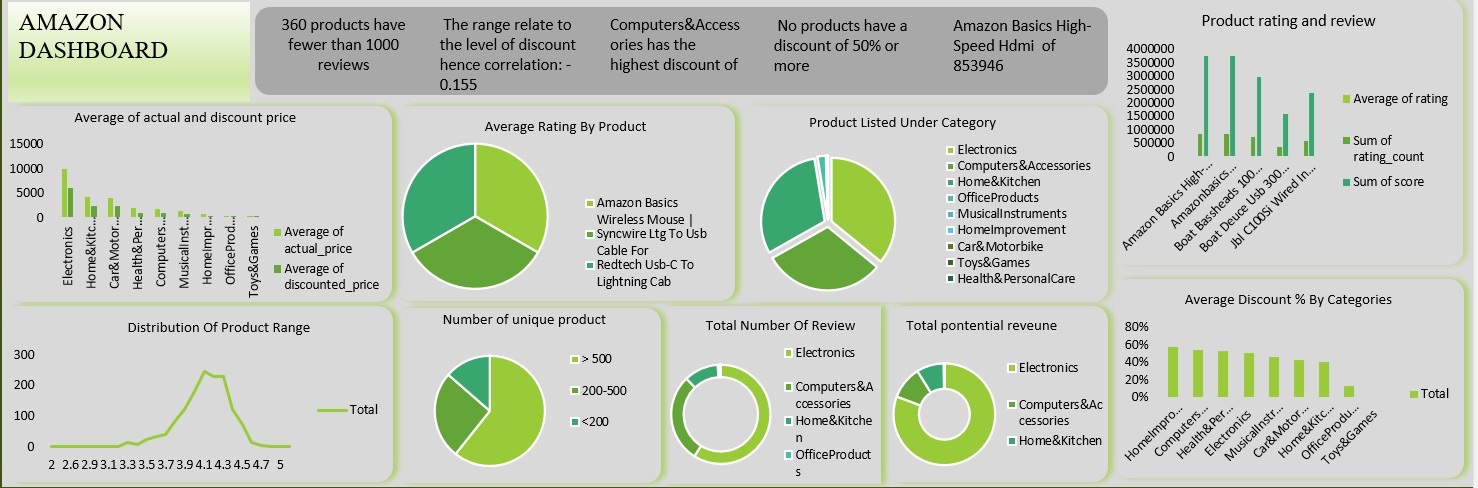 AMAZON
DASHBOARD
360 products have
fewer than 1000
reviews
The range relate to
the level of discount
hence correlation: -
0.155
Computers&Access
ories has the
highest discount of
No products have a
discount of 50% or
more
Amazon Basics High-
Speed Hdmi of
853946
Product rating and review
4000000
3500000
3000000
2500000
2000000
1500000
1000000
500000
0
Amazon Basics High-...
Amazonbasics...
Boat Bassheads 100...
Boat Deuce Usb 300...
Jbl C100Si Wired In...
Average of rating
Sum of
rating_count
Sum of score
Average of actual and discount price
15000
10000
5000
0
Electronics
Home&Kitc...
Car&Motor...
Health&Per...
Computers...
MusicalInst...
HomeImpr...
OfficeProd...
Toys&Games
Average of
actual_price
Average of
discounted_price
Average Rating By Product
Amazon Basics
Wireless Mouse |
Syncwire Ltg To Usb
Cable For
Redtech Usb-C To
Lightning Cab
Product Listed Under Category
Electronics
Computers&Accessories
Home&Kitchen
OfficeProducts
MusicalInstruments
HomeImprovement
Car&Motorbike
Toys&Games
Health&PersonalCare
Distribution Of Product Range
300
200
100
0
2 2.6 2.9 3.1 3.3 3.5 3.7 3.9 4.1 4.3 4.5 4.7 5
Total
Number of unique product
> 500
200-500
<200
Total Number Of Review
Electronics
Computers&A
ccessories
Home&Kitche
n
OfficeProduct
s
Total pontential reveune
Electronics
Computers&Ac
cessories
Home&Kitchen
Average Discount % By Categories
80%
60%
40%
20%
0%
HomeImpro...
Computers...
Health&Per...
Electronics
MusicalInstr...
Car&Motor...
Home&Kitc...
OfficeProdu...
Toys&Games
Total